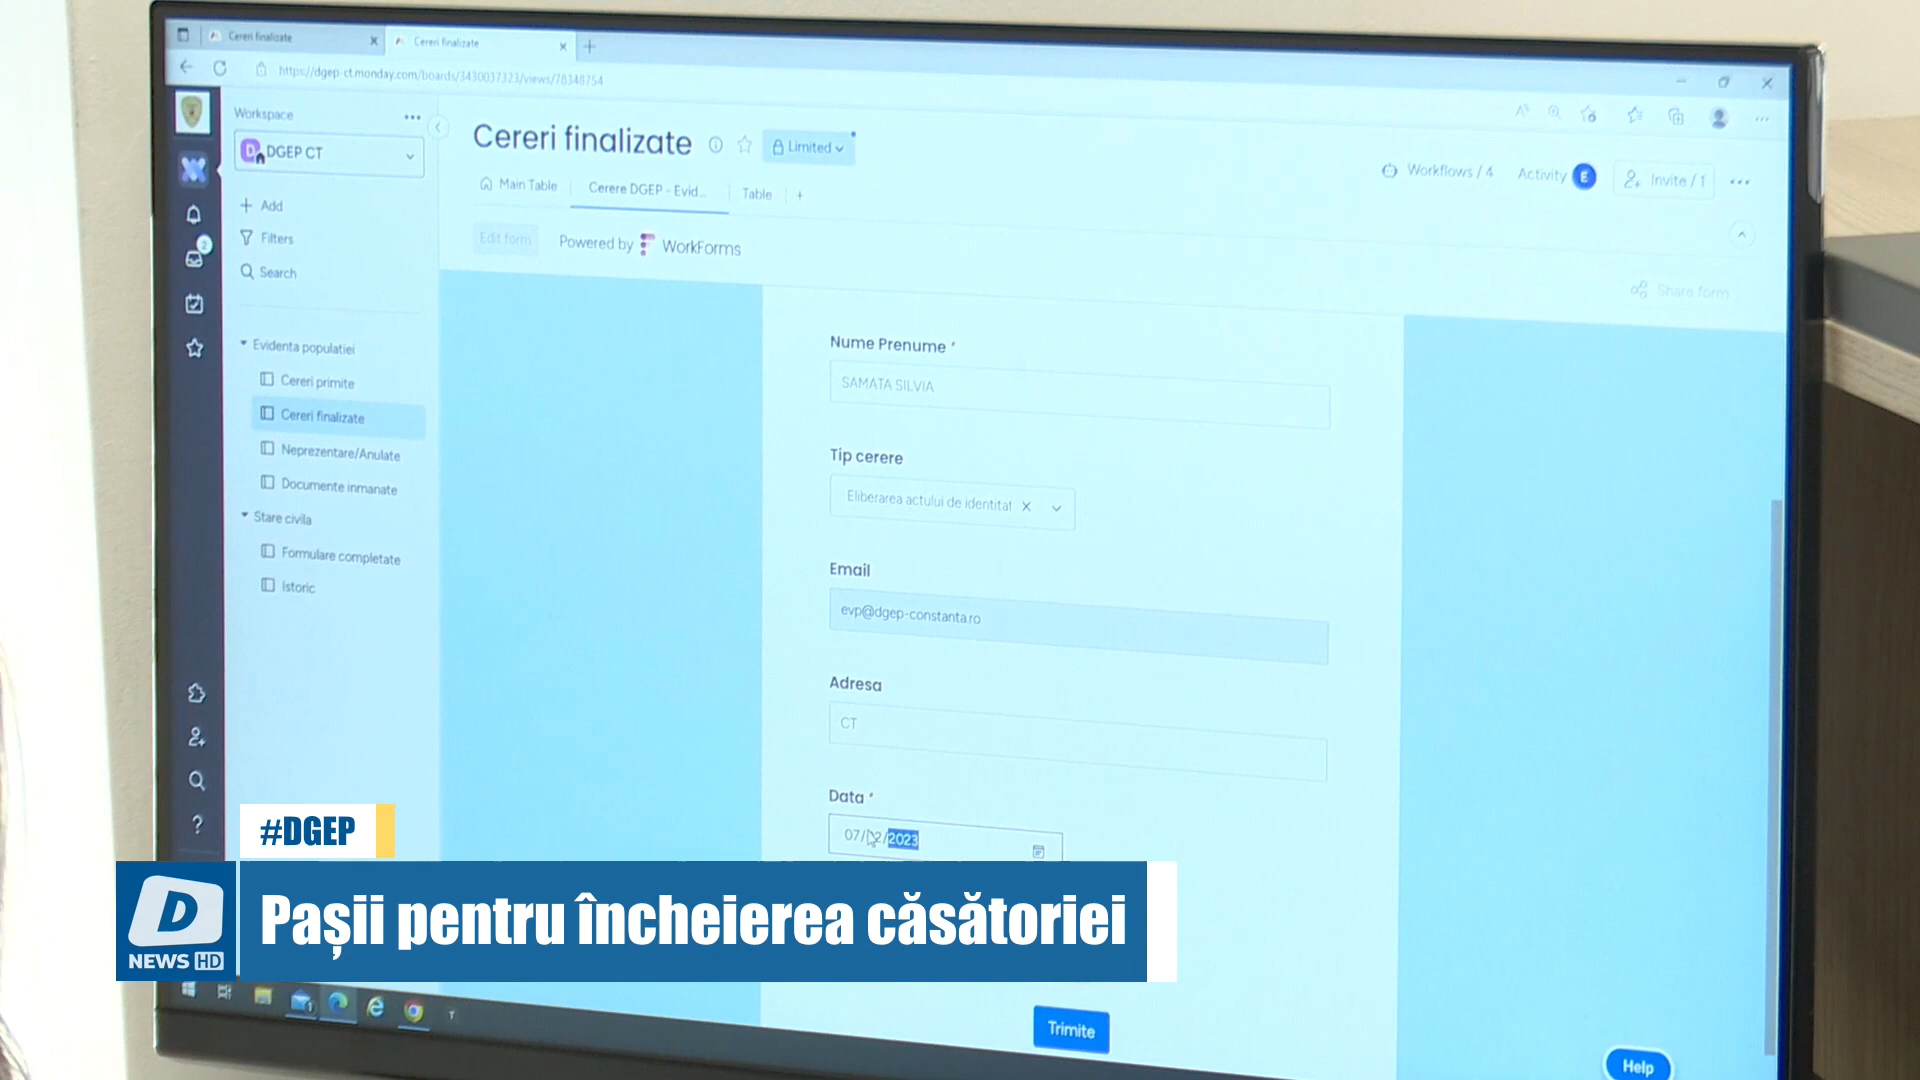 Cereri finalizate
Cereri finalizate
https://dgep-ct.monday.com/boards/3430037323/views/78348754
Workspace
DGEP CT
Add
Filters
Search
Evidenta populatiei
Cereri primite
Cereri finalizate
Neprezentare/Anulate
Documente inmanate
Stare civila
Formulare completate
Istoric
Cereri finalizate
Limited
Workflows / 4
Activity
E
Invite / 1
Main Table
Cerere DGEP - Evid...
Table
+
Edit form
Powered by WorkForms
Share form
Nume Prenume *
SAMATA SILVIA
Tip cerere
Eliberarea actului de identitat
Email
evp@dgep-constanta.ro
Adresa
CT
Data *
2023
Trimite
Help
#DGEP
Pașii pentru încheierea căsătoriei
D
NEWS HD